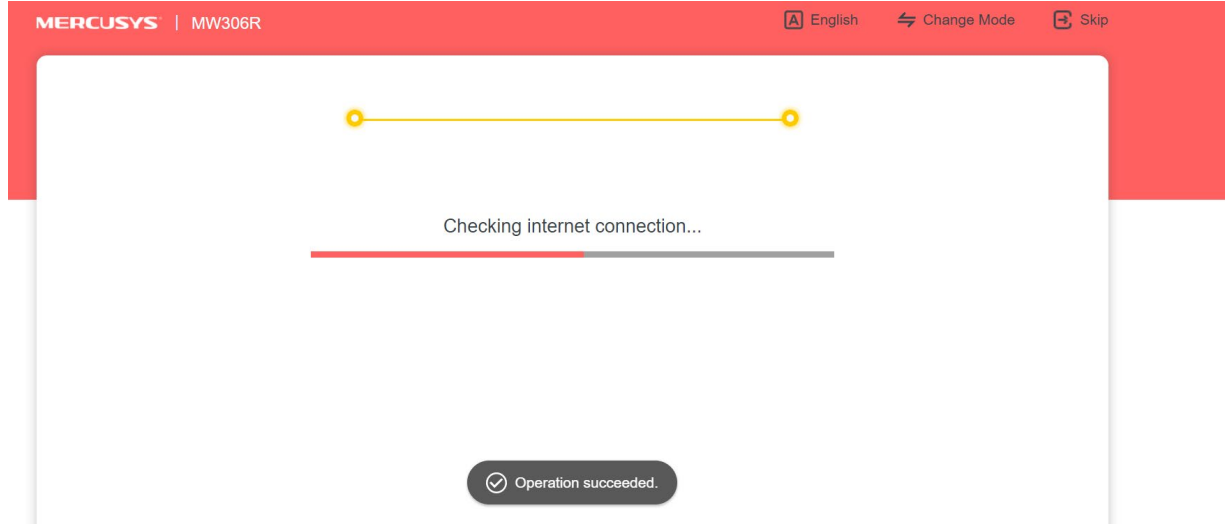 MERCUSYS | MW306R
A English
Change Mode
Skip
Checking internet connection...
Operation succeeded.